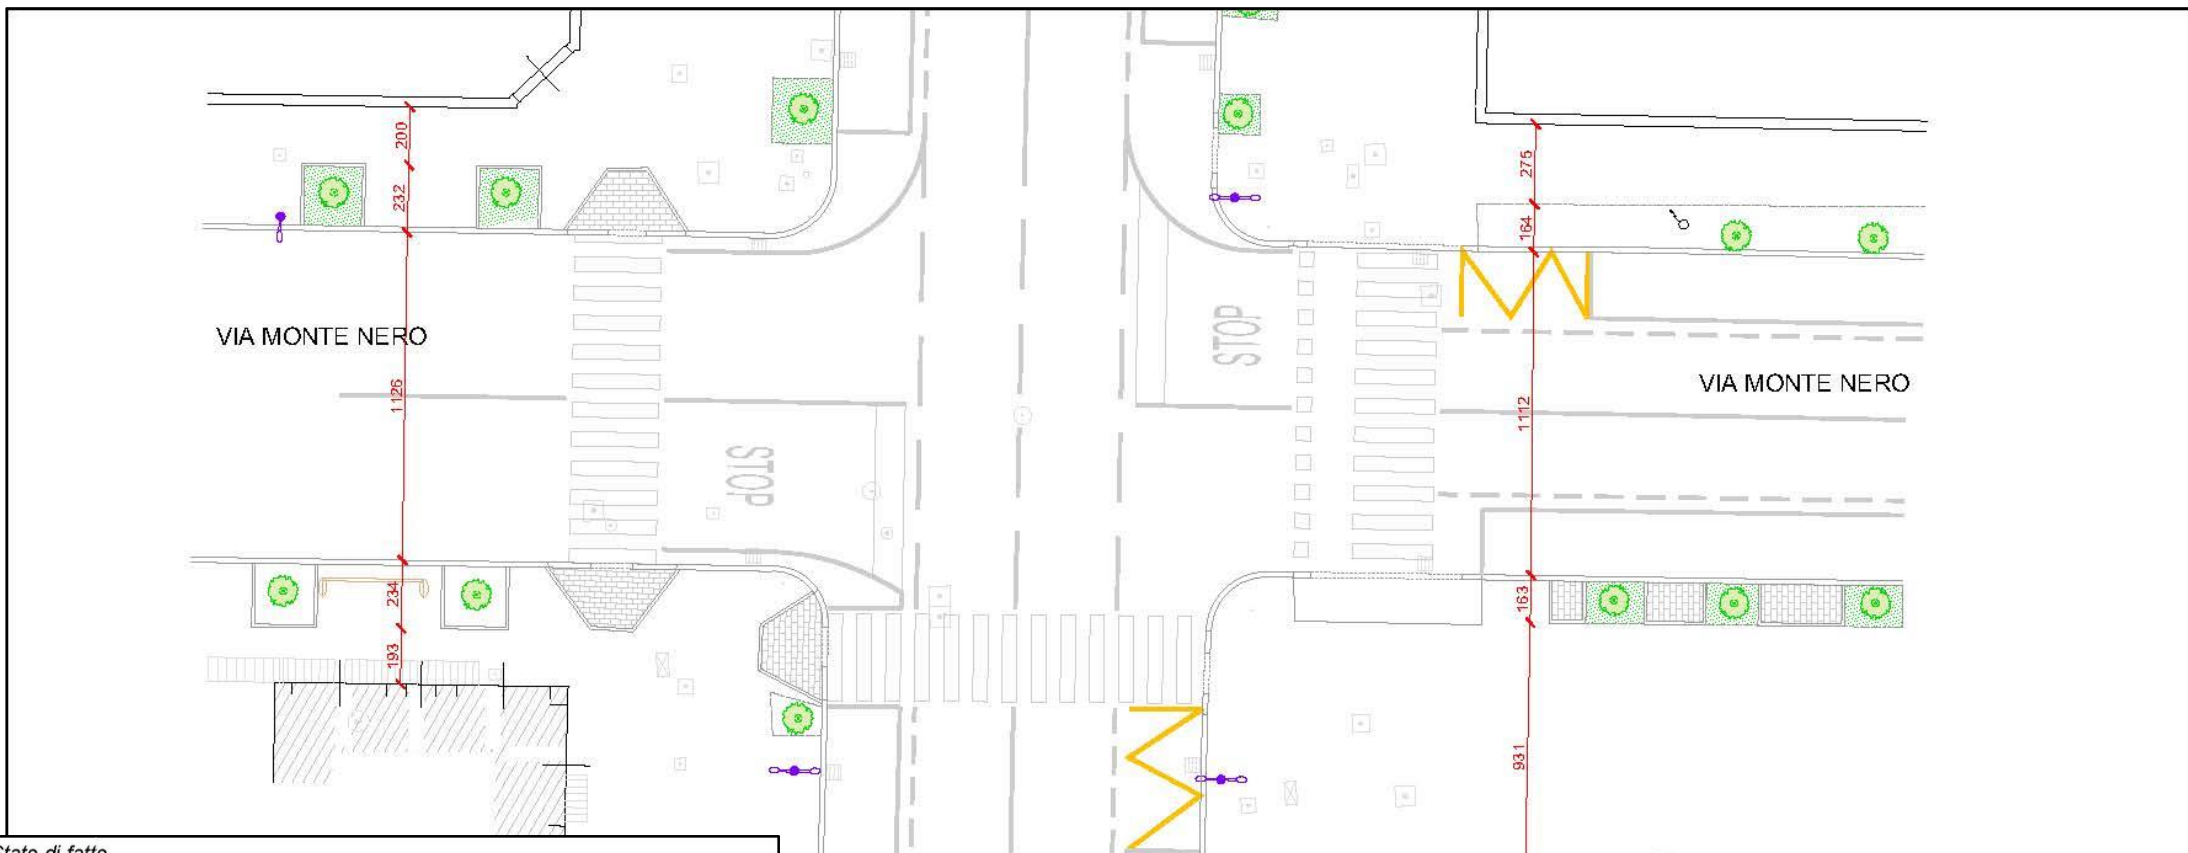 200
232
275
164
STOP
VIA MONTE NERO
VIA MONTE NERO
1126
1112
STOP
234
163
193
931
Stato di fatto